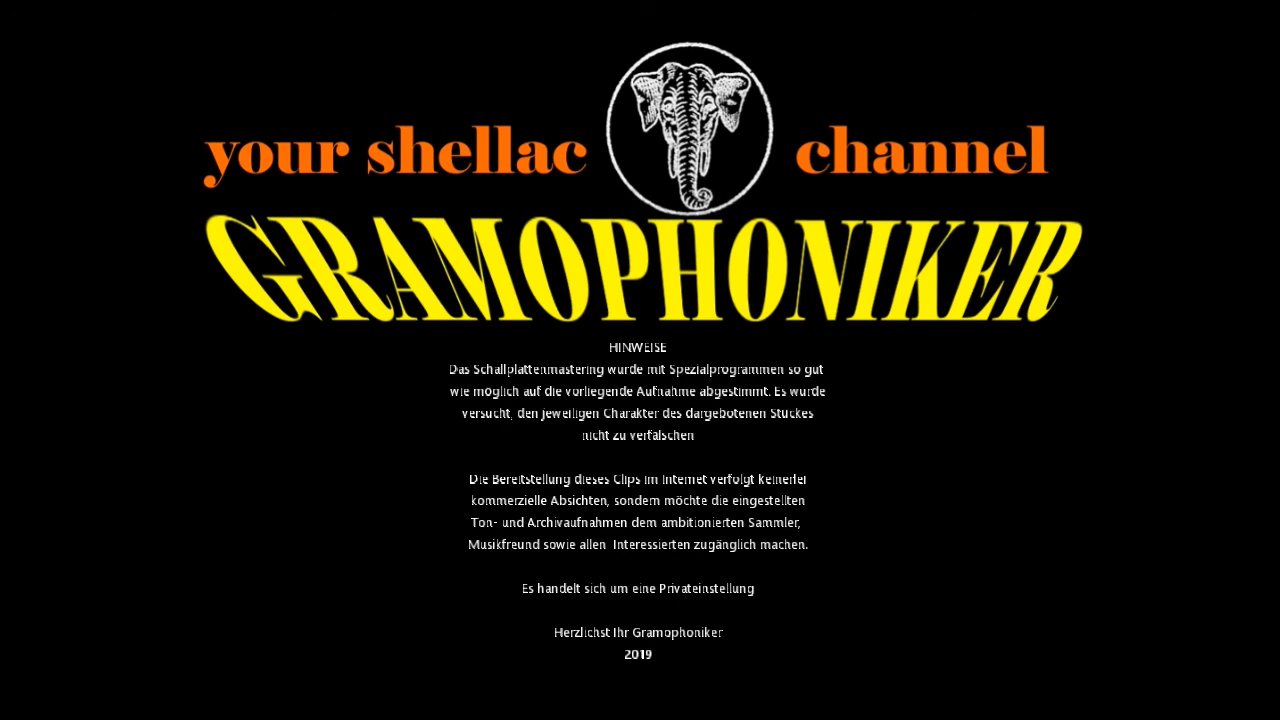 your shellac channel
GRAMOPHONIKER
HINWEISE
Das Schallplattenmastering wurde mit Spezialprogrammen so gut
wie möglich auf die vorliegende Aufnahme abgestimmt. Es wurde
versucht, den jeweiligen Charakter des dargebotenen Stückes
nicht zu verfälschen
Die Bereitstellung dieses Clips im Internet verfolgt keinerlei
kommerzielle Absichten, sondern möchte die eingestellten
Ton- und Archivaufnahmen dem ambitionierten Sammler,
Musikfreund sowie allen Interessierten zugänglich machen.
Es handelt sich um eine Privateinstellung
Herzlichst Ihr Gramophoniker
2019